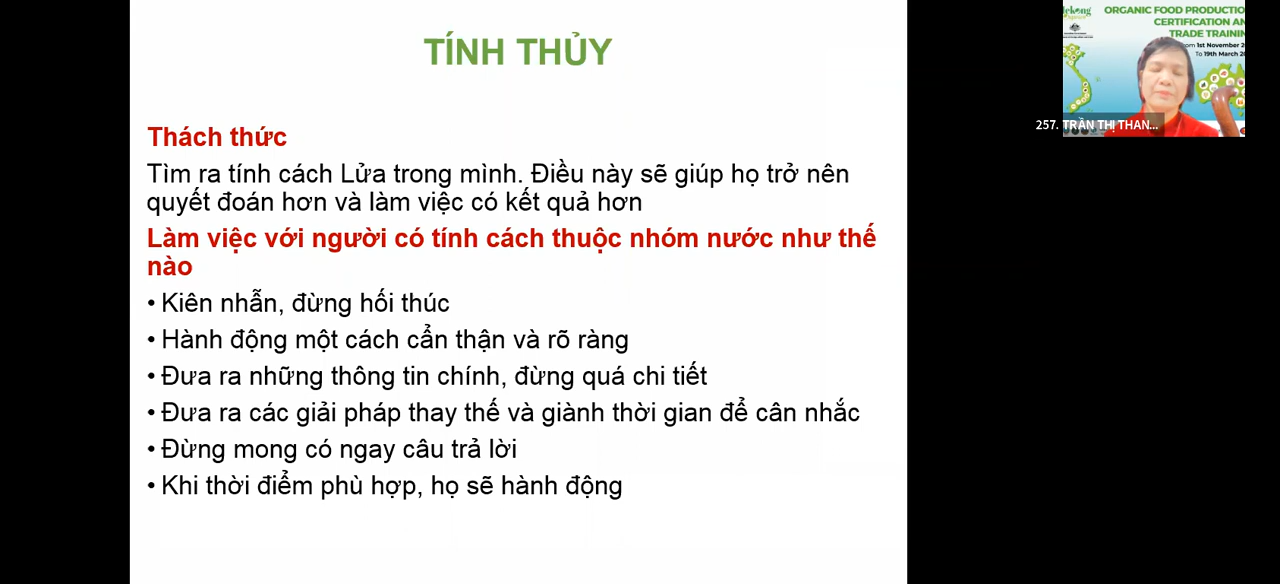 TÍNH THỦY
Thách thức
Tìm ra tính cách Lửa trong mình. Điều này sẽ giúp họ trở nên
quyết đoán hơn và làm việc có kết quả hơn
Làm việc với người có tính cách thuộc nhóm nước như thế
nào
• Kiên nhẫn, đừng hối thúc
• Hành động một cách cẩn thận và rõ ràng
• Đưa ra những thông tin chính, đừng quá chi tiết
• Đưa ra các giải pháp thay thế và giành thời gian để cân nhắc
• Đừng mong có ngay câu trả lời
• Khi thời điểm phù hợp, họ sẽ hành động
ORGANIC FOOD PRODUCTIO
CERTIFICATION AN
TRADE TRAININ
1st November
To 19th March
257. TRẦN THỊ THAN...